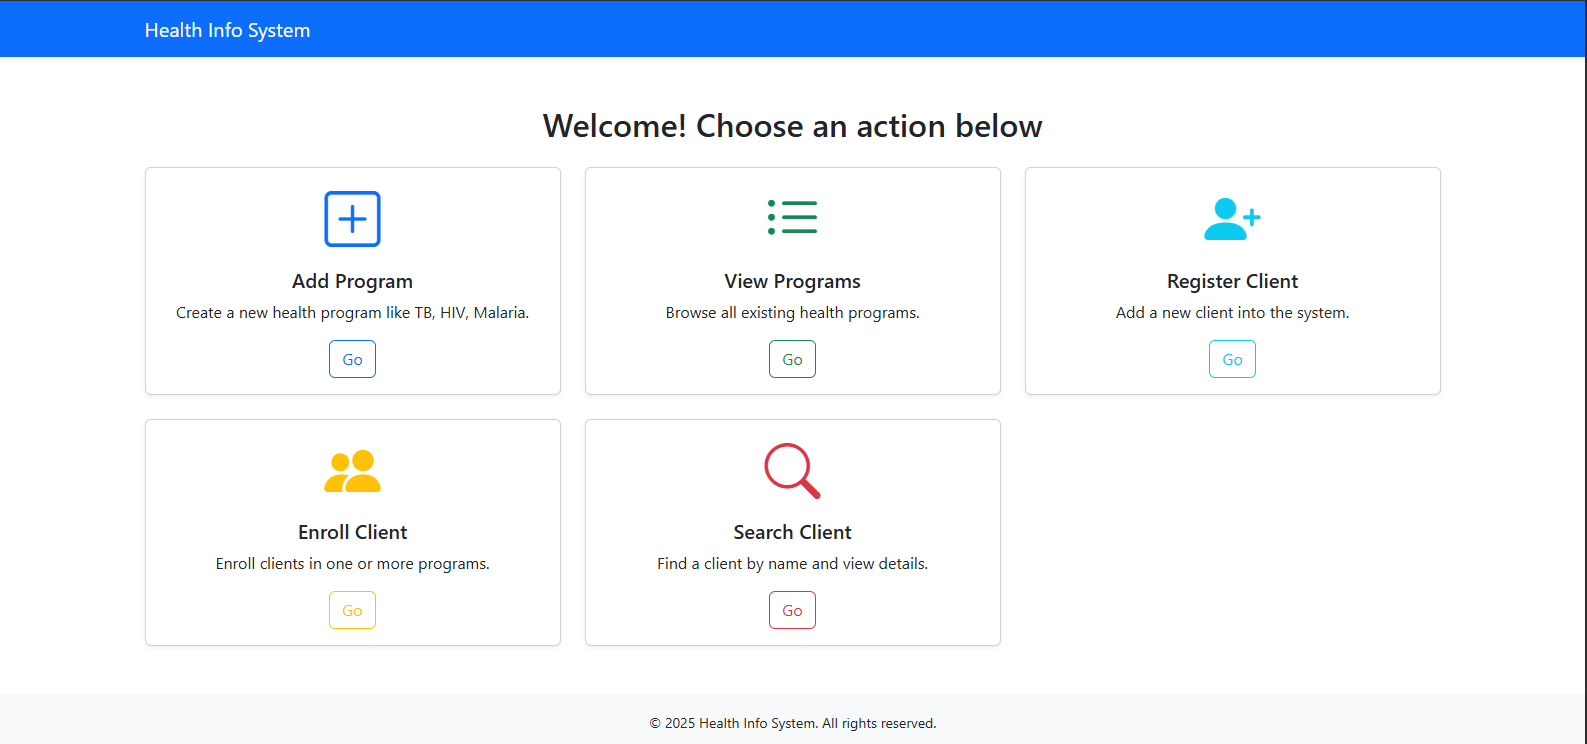 Health Info System
Welcome! Choose an action below
Add Program
Create a new health program like TB, HIV, Malaria.
Go
View Programs
Browse all existing health programs.
Go
Register Client
Add a new client into the system.
Go
Enroll Client
Enroll clients in one or more programs.
Go
Search Client
Find a client by name and view details.
Go
© 2025 Health Info System. All rights reserved.